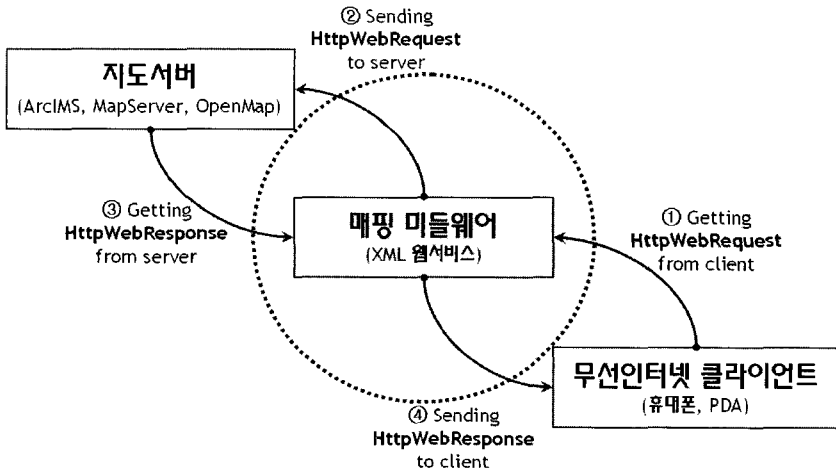 ② Sending
HttpWebRequest
to server
지도서버
(ArcIMS, MapServer, OpenMap)
③ Getting
HttpWebResponse
from server
매핑 미들웨어
(XML 웹서비스)
① Getting
HttpWebRequest
from client
무선인터넷 클라이언트
(휴대폰, PDA)
④ Sending
HttpWebResponse
to client